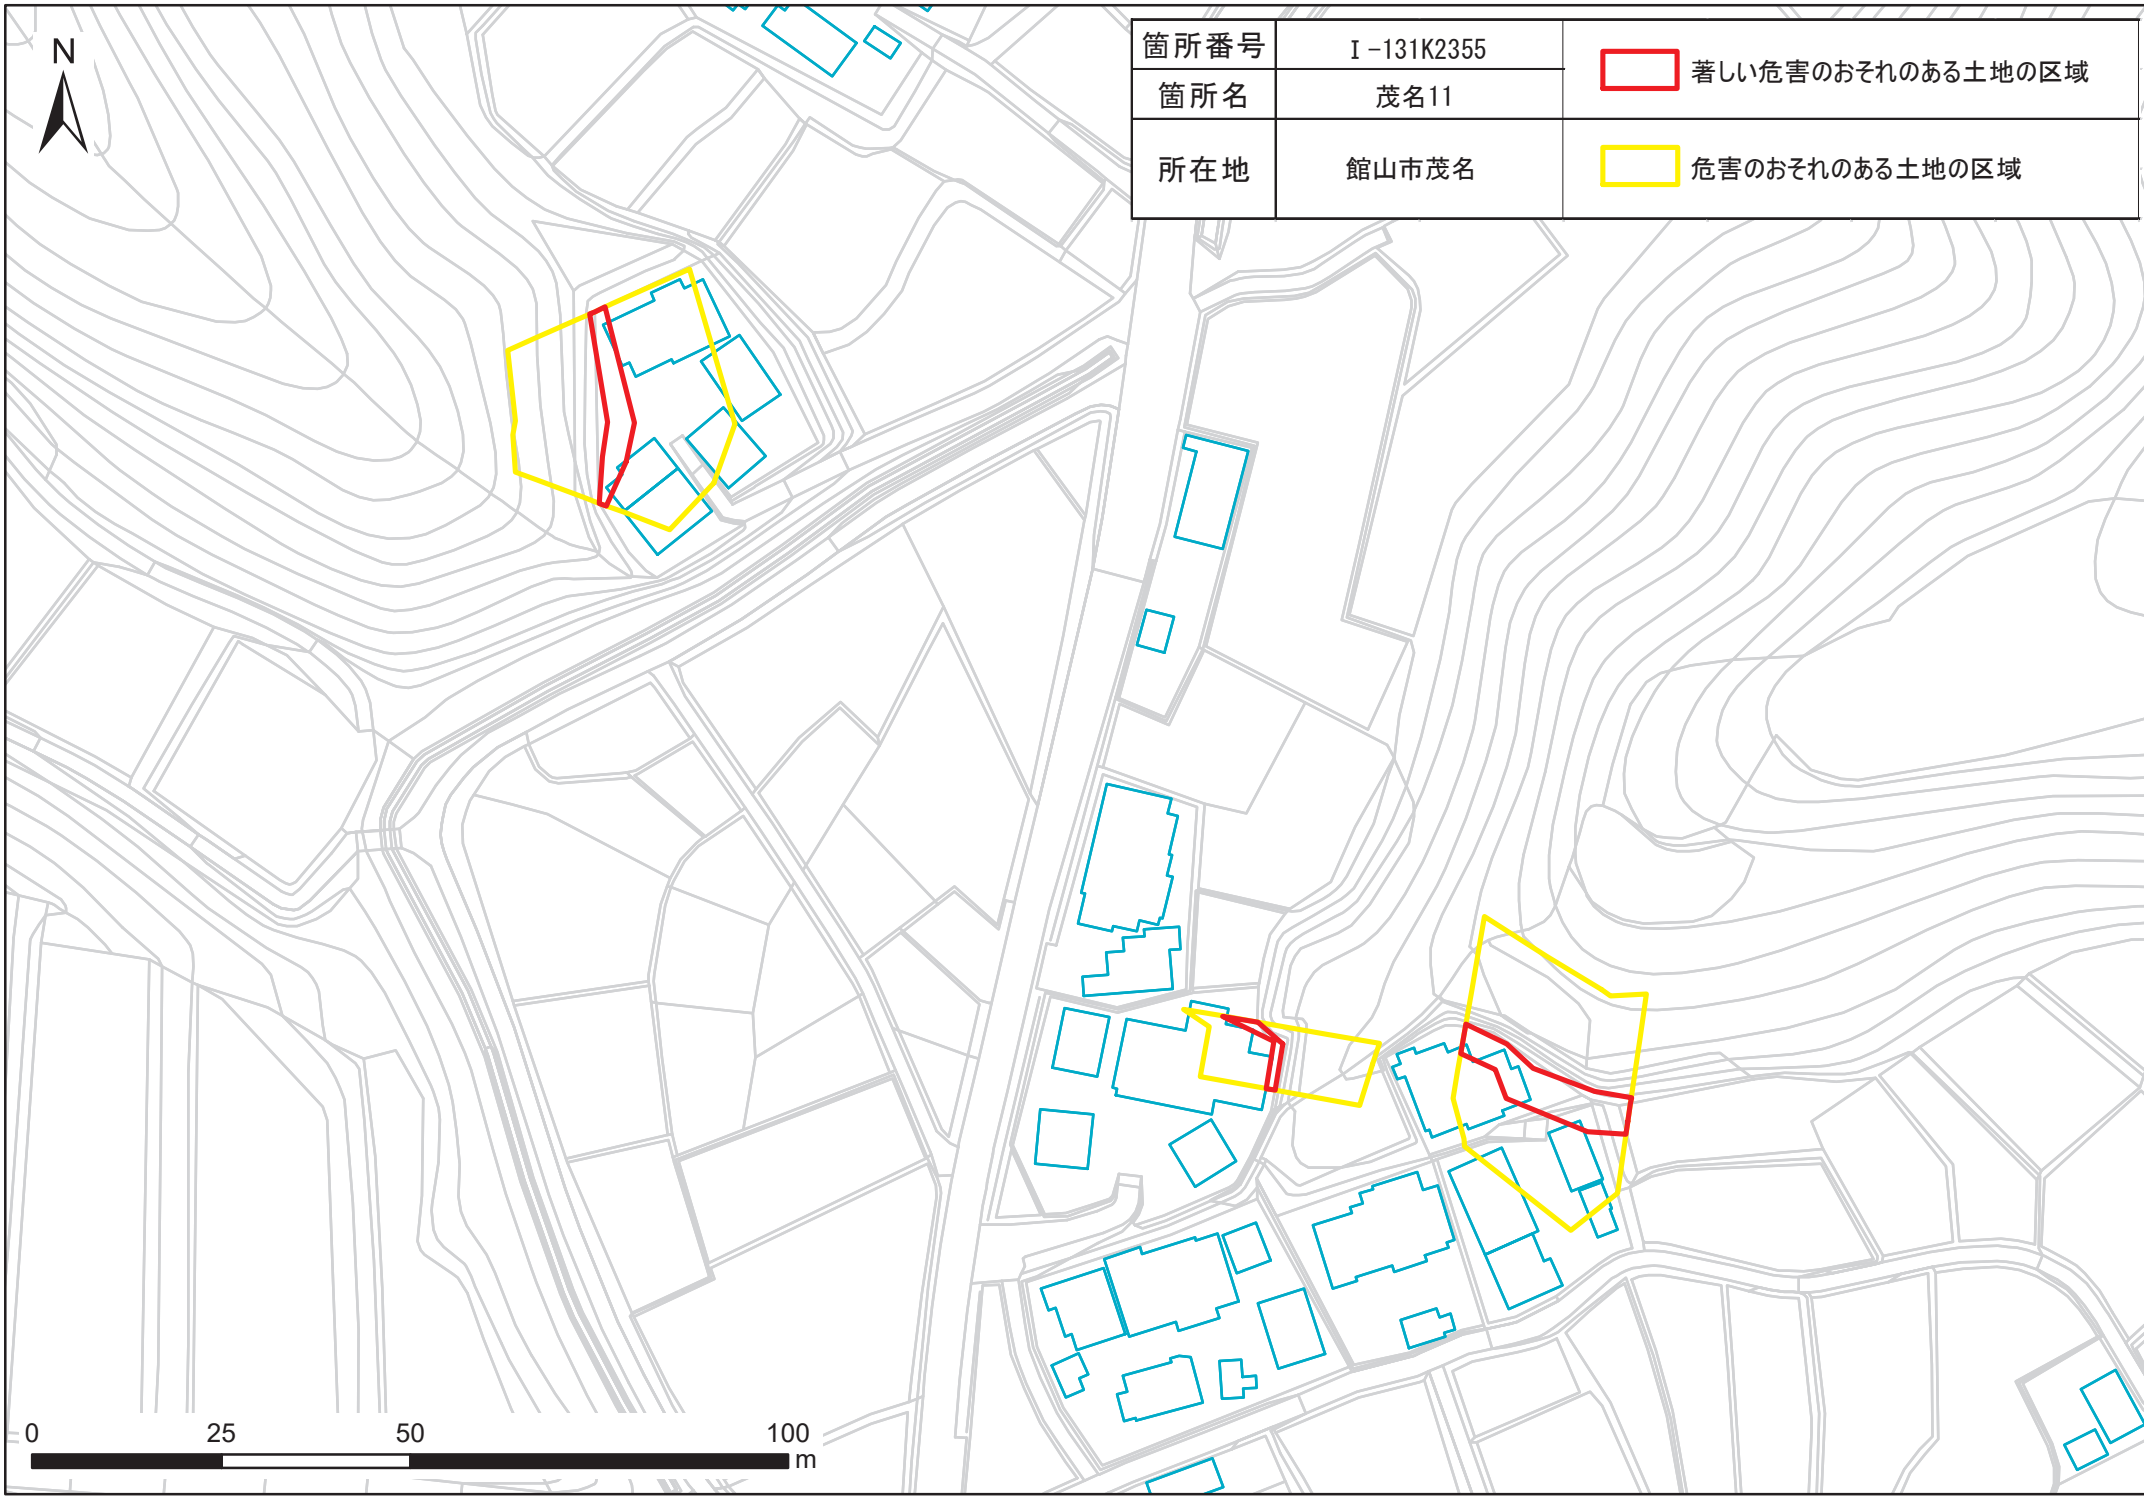 N
箇所番号 Ⅰ-131K2355
箇所名 茂名11
所在地 館山市茂名
著しい危害のおそれのある土地の区域
危害のおそれのある土地の区域
0 25 50 100
m